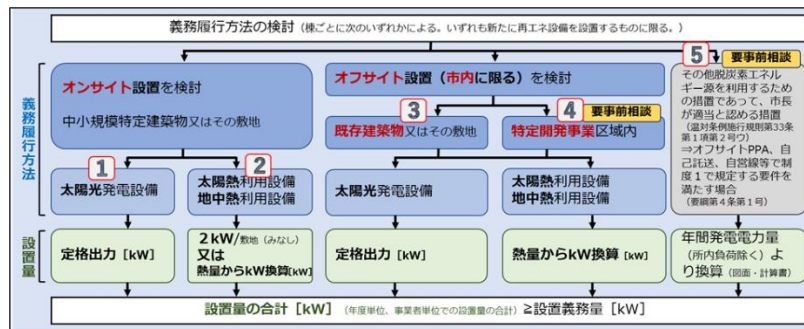 義務履行方法の検討(棟ごとに次のいずれかによる。いずれも新たに再エネ設備を設置するものに限る。)
義務履行方法
オンサイト設置を検討
中小規模特定建築物又はその敷地
オフサイト設置(市内に限る)を検討
3
既存建築物又はその敷地
4
要事前相談
特定開発事業区域内
5
要事前相談
その他脱炭素エネル
ギー源を利用するため
の措置であって、市長
が適当と認める措置
(温対条例施行規則第33条
第1項第2号ウ)
⇒オフサイトPPA、自
己託送、自営線等で制
度1で規定する要件を
満たす場合
(要綱第4条第1号)
1
太陽光発電設備
2
太陽熱利用設備
地中熱利用設備
太陽光発電設備
太陽熱利用設備
地中熱利用設備
設置量
定格出力[kW]
2kW/敷地(みなし)
又は
熱量からkW換算[kW]
定格出力[kW]
熱量からkW換算[kW]
年間発電電力量
(所内負荷除く)よ
り換算(図面・計算書)
設置量の合計[kW](年度単位、事業者単位での設置量の合計)≧設置義務量[kW]